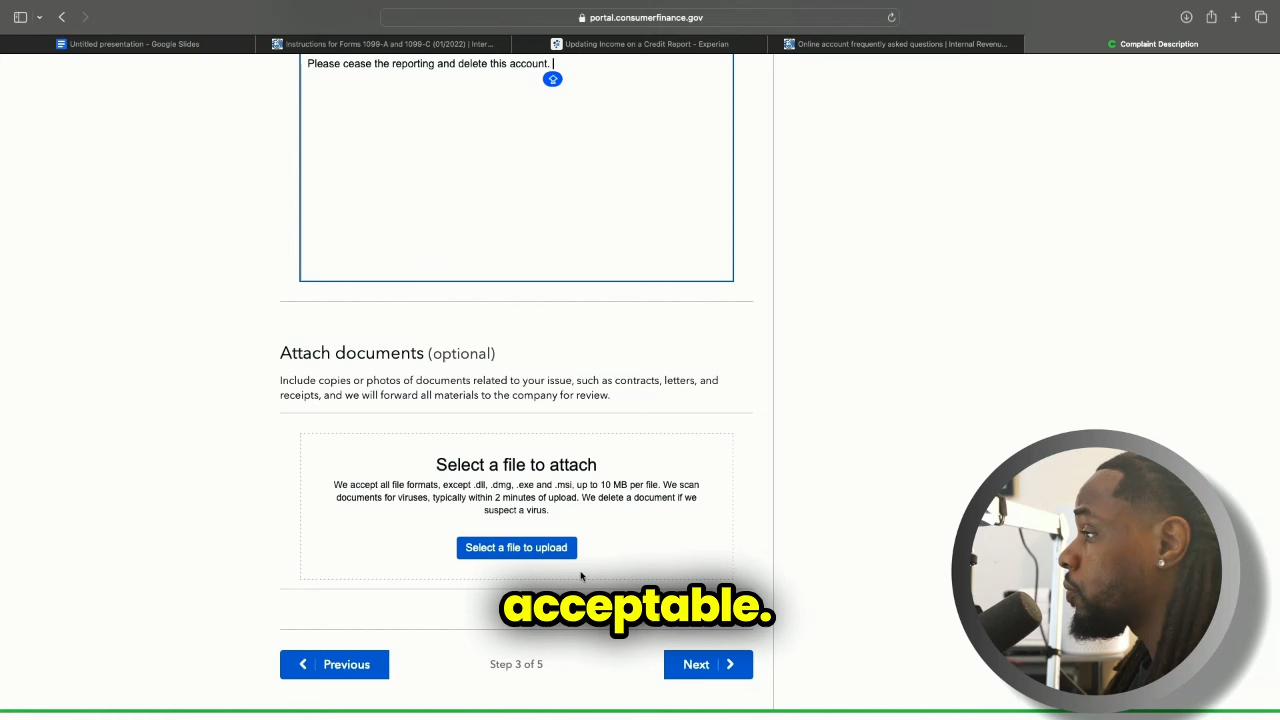 portal.consumerfinance.gov
Untitled presentation - Google Slides
Instructions for Forms 1099-A and 1099-C (01/2022) | Inter...
Updating Income on a Credit Report - Experian
Online account frequently asked questions | Internal Revenu...
Complaint Description
Please cease the reporting and delete this account.
Attach documents (optional)
Include copies or photos of documents related to your issue, such as contracts, letters, and
receipts, and we will forward all materials to the company for review.
Select a file to attach
We accept all file formats, except .dll, .dmg, .exe and .msi, up to 10 MB per file. We scan
documents for viruses, typically within 2 minutes of upload. We delete a document if we
suspect a virus.
Select a file to upload
acceptable.
Previous
Step 3 of 5
Next